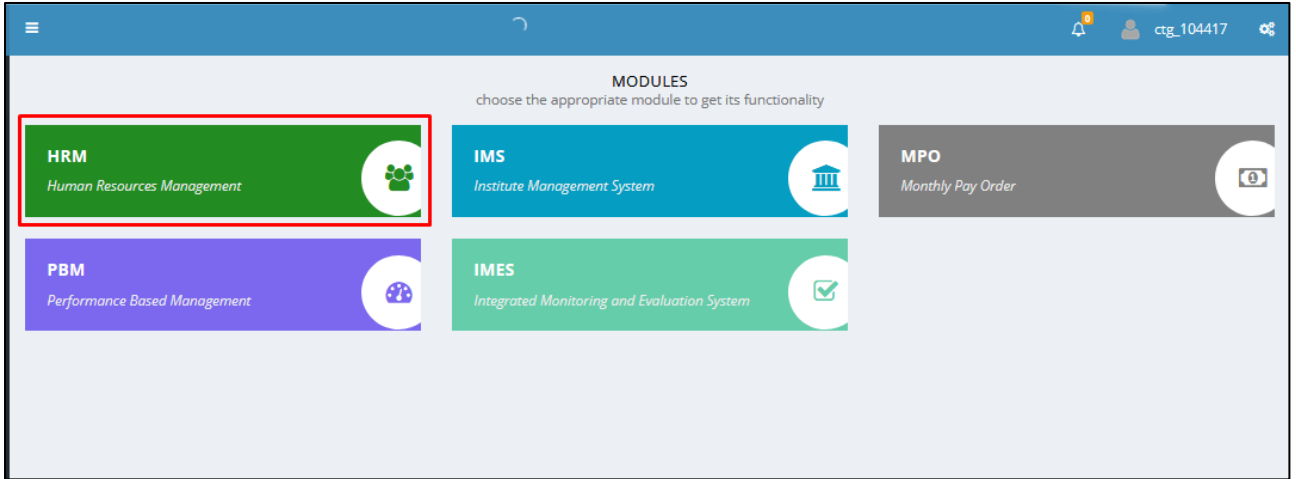 0
ctg_104417
MODULES
choose the appropriate module to get its functionality
HRM
Human Resources Management
IMS
Institute Management System
MPO
Monthly Pay Order
1
PBM
Performance Based Management
IMES
Integrated Monitoring and Evaluation System